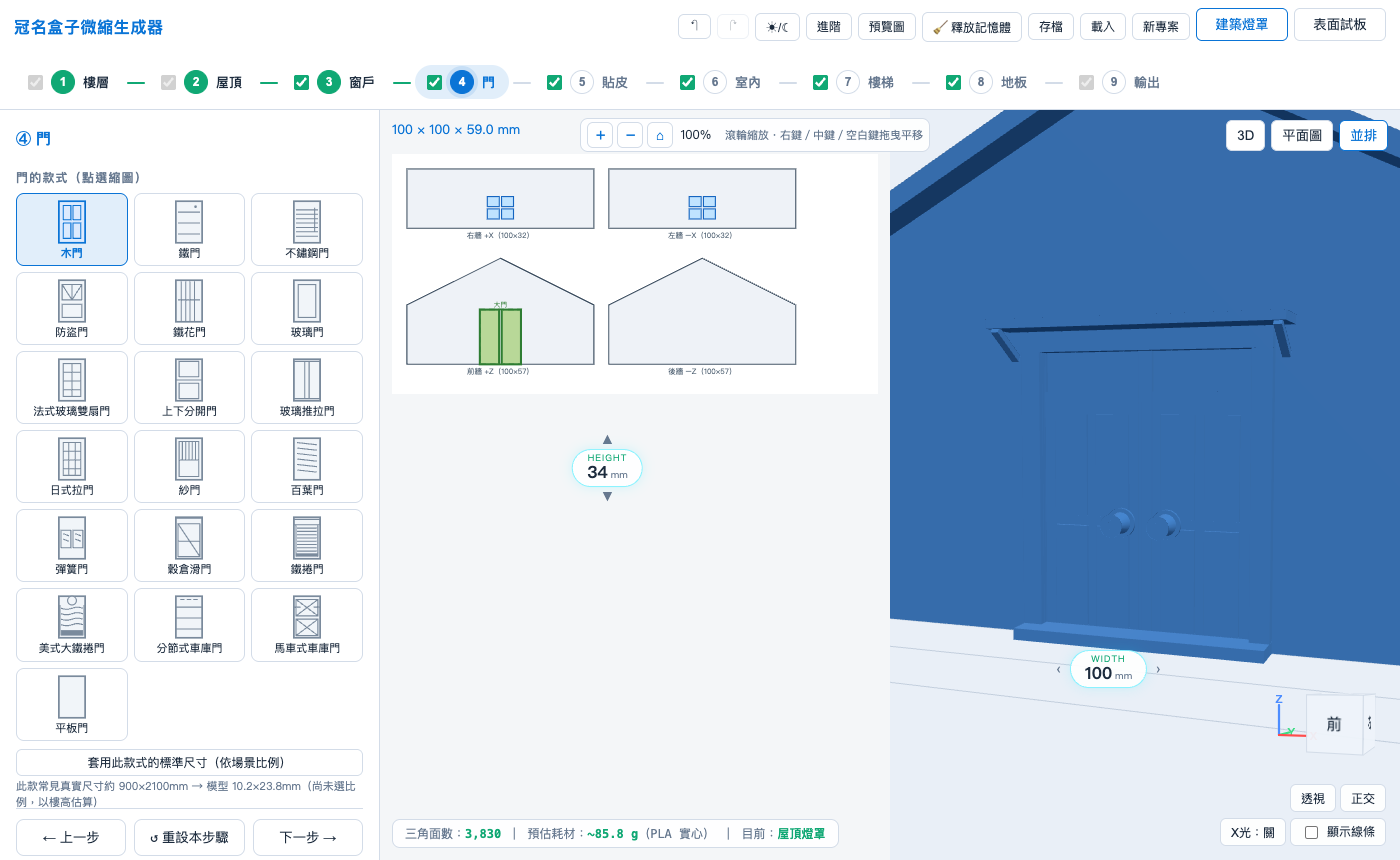 冠名盒子微縮生成器
☀/☾ 進階 預覽圖 🧹 釋放記憶體 存檔 載入 新專案 建築燈罩 表面試板
1 樓層 2 屋頂 3 窗戶 4 門 5 貼皮 6 室內 7 樓梯 8 地板 9 輸出
④ 門
門的款式（點選縮圖）
木門 鐵門 不鏽鋼門
防盜門 鐵花門 玻璃門
法式玻璃雙扇門 上下分開門 玻璃推拉門
日式拉門 紗門 百葉門
彈簧門 穀倉滑門 鐵捲門
美式大鐵捲門 分節式車庫門 馬車式車庫門
平板門
套用此款式的標準尺寸（依場景比例）
此款常見真實尺寸約 900×2100mm → 模型 10.2×23.8mm（尚未選比
例，以樓高估算）
← 上一步 ↺ 重設本步驟 下一步 →
100 × 100 × 59.0 mm
+ − ⌂ 100% 滾輪縮放 · 右鍵 / 中鍵 / 空白鍵拖曳平移
右牆 +X（100×32） 左牆 −X（100×32）
大門
前牆 +Z（100×57） 後牆 −Z（100×57）
▲
HEIGHT
34 mm
▼
三角面數：3,830 | 預估耗材：~85.8 g (PLA 實心) | 目前：屋頂燈罩
3D 平面圖 並排
WIDTH
‹ 100 mm ›
Z
前
透視 正交
X光：關 顯示線條